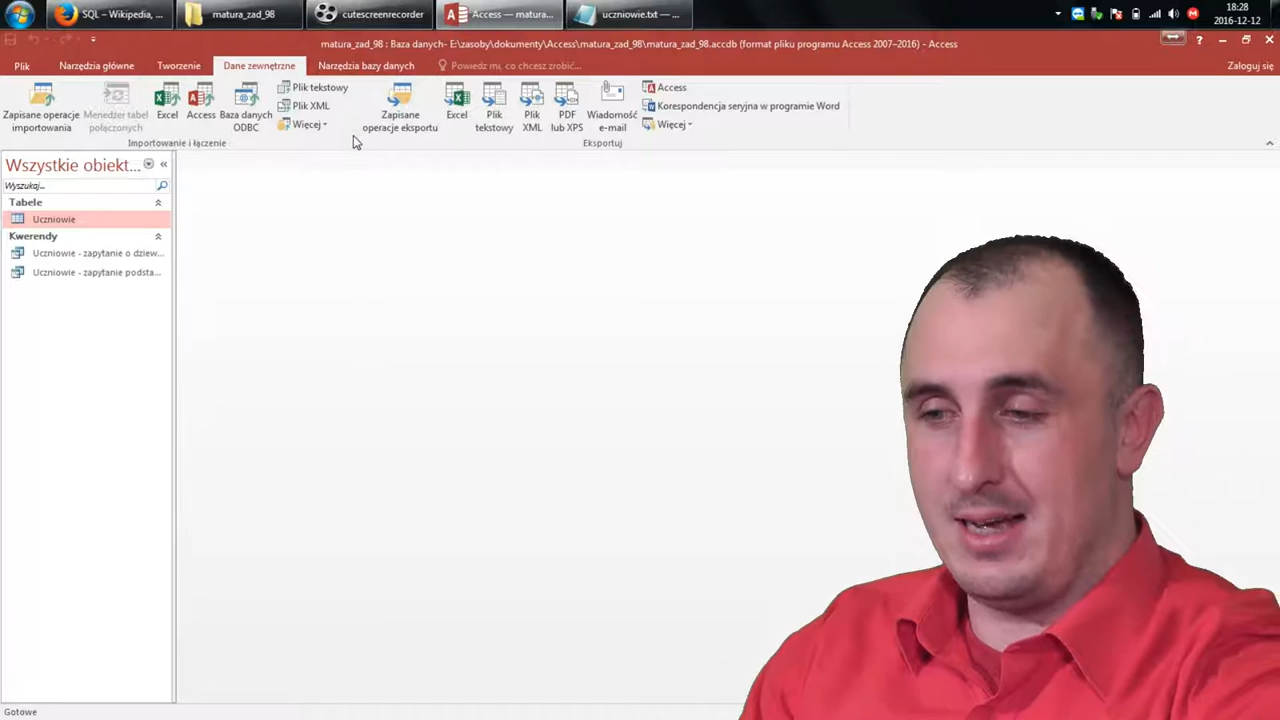 SQL – Wikipedia, ...
matura_zad_98
cutescreenrecorder
Access — matura...
uczniowie.txt — ...
18:28
2016-12-12
matura_zad_98 : Baza danych- E:\zasoby\dokumenty\Access\matura_zad_98\matura_zad_98.accdb (format pliku programu Access 2007–2016) - Access
Plik
Narzędzia główne
Tworzenie
Dane zewnętrzne
Narzędzia bazy danych
Powiedz mi, co chcesz zrobić...
Zaloguj się
Zapisane operacje
importowania
Menedżer tabel
połączonych
Excel
Access
Baza danych
ODBC
Plik tekstowy
Plik XML
Więcej
Importowanie i łączenie
Zapisane
operacje eksportu
Excel
Plik
tekstowy
Plik
XML
PDF
lub XPS
Wiadomość
e-mail
Access
Korespondencja seryjna w programie Word
Więcej
Eksportuj
Wszystkie obiekt...
Wyszukaj...
Tabele
Uczniowie
Kwerendy
Uczniowie - zapytanie o dziew...
Uczniowie - zapytanie podsta...
Gotowe